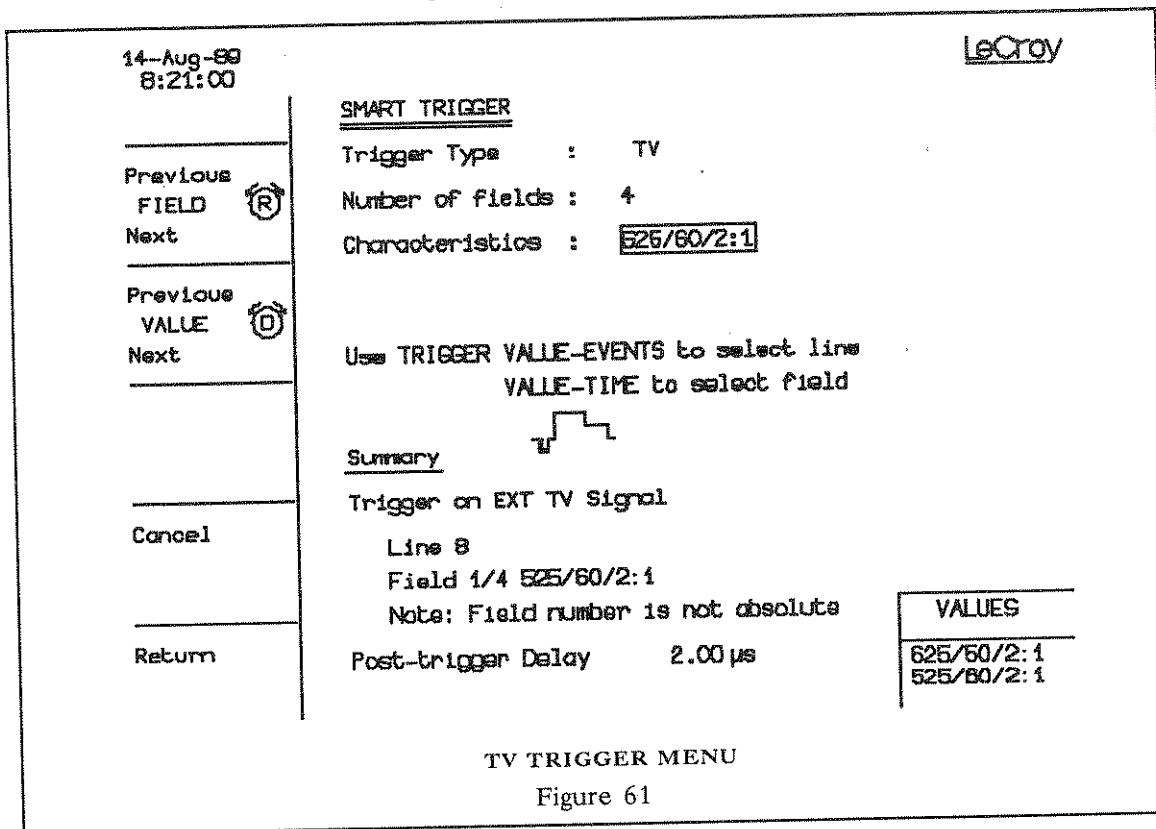 14-Aug-89
8:21:00
LeCroy
SMART TRIGGER
Trigger Type : TV
Previous
FIELD R
Next
Number of fields : 4
Characteristics : 525/60/2:1
Previous
VALUE D
Next
Use TRIGGER VALUE-EVENTS to select line
VALUE-TIME to select field
Summary
Trigger on EXT TV Signal
Cancel
Line 8
Field 1/4 525/60/2:1
Note: Field number is not absolute
Return
Post-trigger Delay 2.00 µs
VALUES
625/50/2:1
525/60/2:1
TV TRIGGER MENU
Figure 61